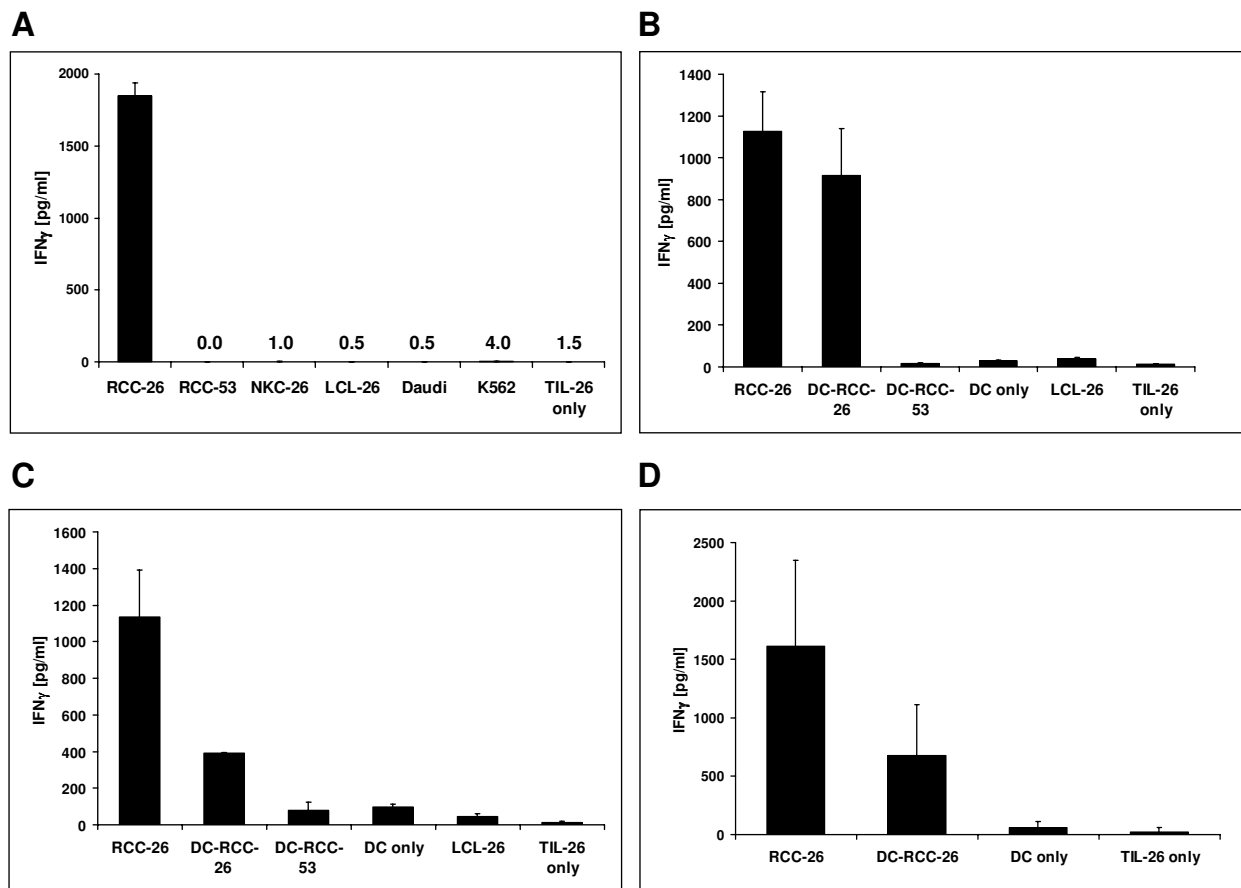 A
IFNγ [pg/ml]
2000
1500
1000
500
0
0.0 1.0 0.5 0.5 4.0 1.5
RCC-26 RCC-53 NKC-26 LCL-26 Daudi K562 TIL-26
only
B
IFNγ [pg/ml]
1400
1200
1000
800
600
400
200
0
RCC-26 DC-RCC- DC-RCC- DC only LCL-26 TIL-26
26 53 only
C
IFNγ [pg/ml]
1600
1400
1200
1000
800
600
400
200
0
RCC-26 DC-RCC- DC-RCC- DC only LCL-26 TIL-26
26 53 only
D
IFNγ [pg/ml]
2500
2000
1500
1000
500
0
RCC-26 DC-RCC-26 DC only TIL-26 only